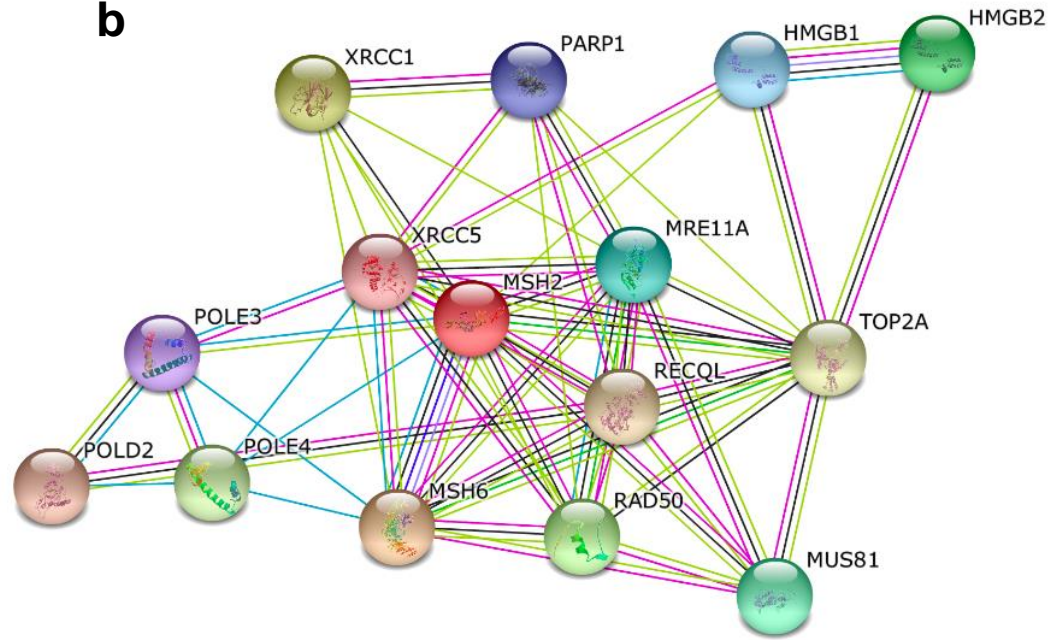 b
HMGB2
HMGB1
PARP1
XRCC1
MRE11A
XRCC5
MSH2
POLE3
TOP2A
RECQL
POLD2
POLE4
MSH6
RAD50
MUS81